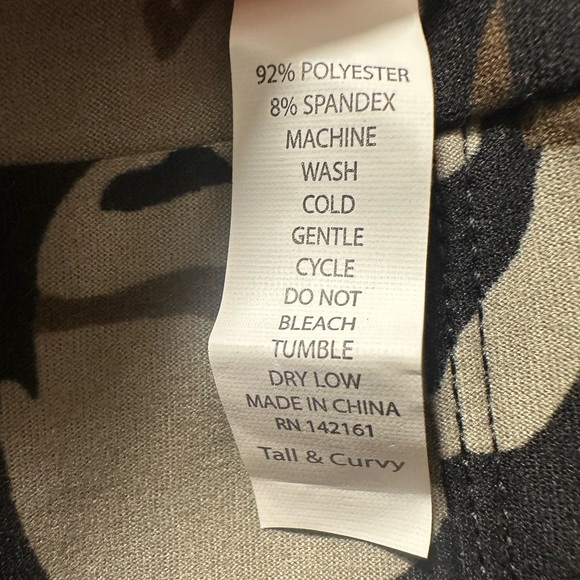 92% POLYESTER
8% SPANDEX
MACHINE
WASH
COLD
GENTLE
CYCLE
DO NOT
BLEACH
TUMBLE
DRY LOW
MADE IN CHINA
RN 142161
Tall & Curvy